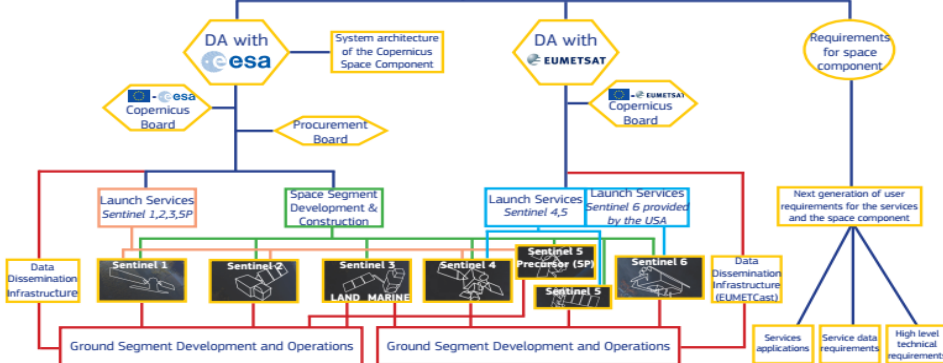 DA with
esa
System architecture
of the Copernicus
Space Component
DA with
EUMETSAT
Requirements
for space
component
-esa
Copernicus
Board
Procurement
Board
-EUMETSAT
Copernicus
Board
Launch Services
Sentinel 1,2,3,5P
Space Segment
Development &
Construction
Launch Services
Sentinel 4,5
Launch Services
Sentinel 6 provided
by the USA
Next generation of user
requirements for the services
and the space component
Data
Dissemination
Infrastructure
Sentinel 1
Sentinel 2
Sentinel 3
LAND MARINE
Sentinel 4
Sentinel 5
Precursor (5P)
Sentinel 5
Sentinel 6
Data
Dissemination
Infrastructure
(EUMETCast)
Ground Segment Development and Operations
Ground Segment Development and Operations
Services
applications
Service data
requirements
High level
technical
requirements